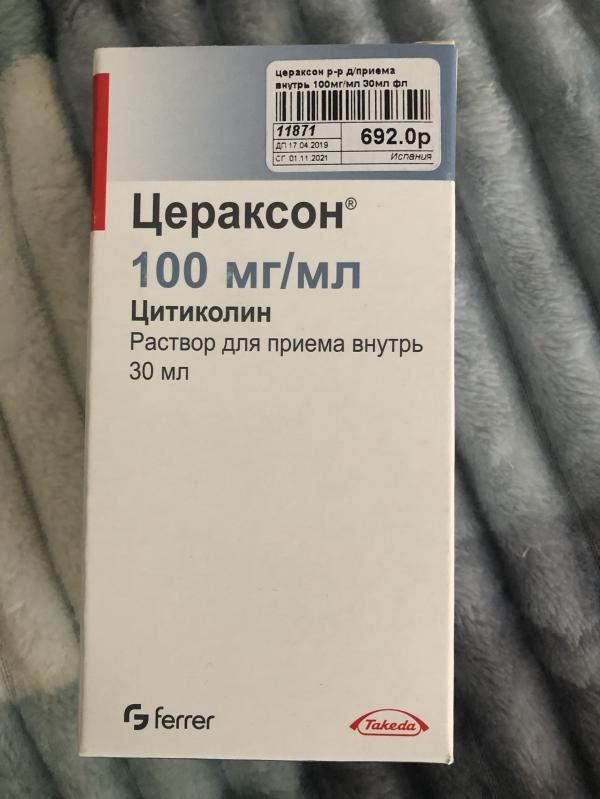 цераксон р-р д/приема
внутрь 100мг/мл 30мл фл
11871
692.0р
ДП 17.04.2019
СГ 01.11.2021
Испания
Цераксон®
100 мг/мл
Цитиколин
Раствор для приема внутрь
30 мл
ferrer
Takeda